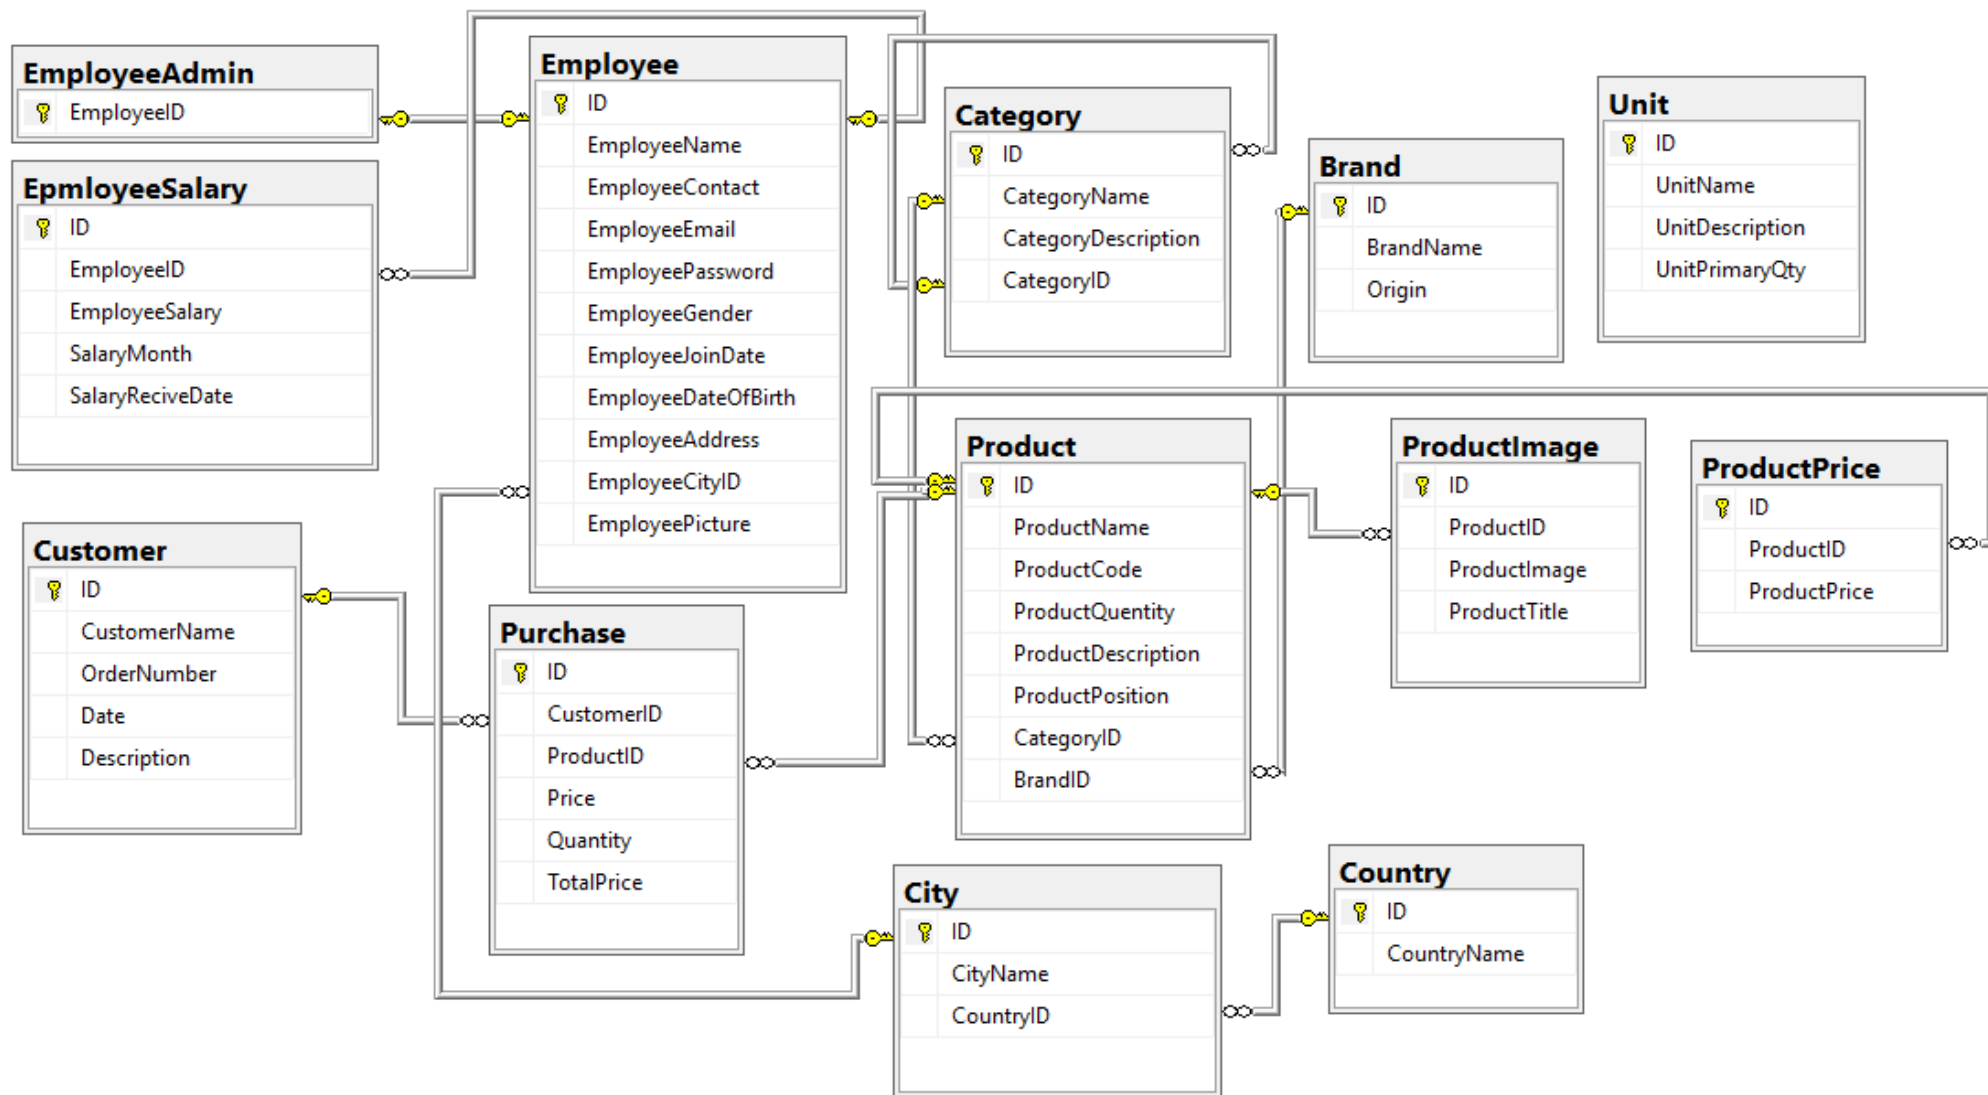 EmployeeAdmin
EmployeeID
EpmloyeeSalary
ID
EmployeeID
EmployeeSalary
SalaryMonth
SalaryReciveDate
Employee
ID
EmployeeName
EmployeeContact
EmployeeEmail
EmployeePassword
EmployeeGender
EmployeeJoinDate
EmployeeDateOfBirth
EmployeeAddress
EmployeeCityID
EmployeePicture
Category
ID
CategoryName
CategoryDescription
CategoryID
Brand
ID
BrandName
Origin
Unit
ID
UnitName
UnitDescription
UnitPrimaryQty
Customer
ID
CustomerName
OrderNumber
Date
Description
Purchase
ID
CustomerID
ProductID
Price
Quantity
TotalPrice
Product
ID
ProductName
ProductCode
ProductQuentity
ProductDescription
ProductPosition
CategoryID
BrandID
ProductImage
ID
ProductID
ProductImage
ProductTitle
ProductPrice
ID
ProductID
ProductPrice
City
ID
CityName
CountryID
Country
ID
CountryName